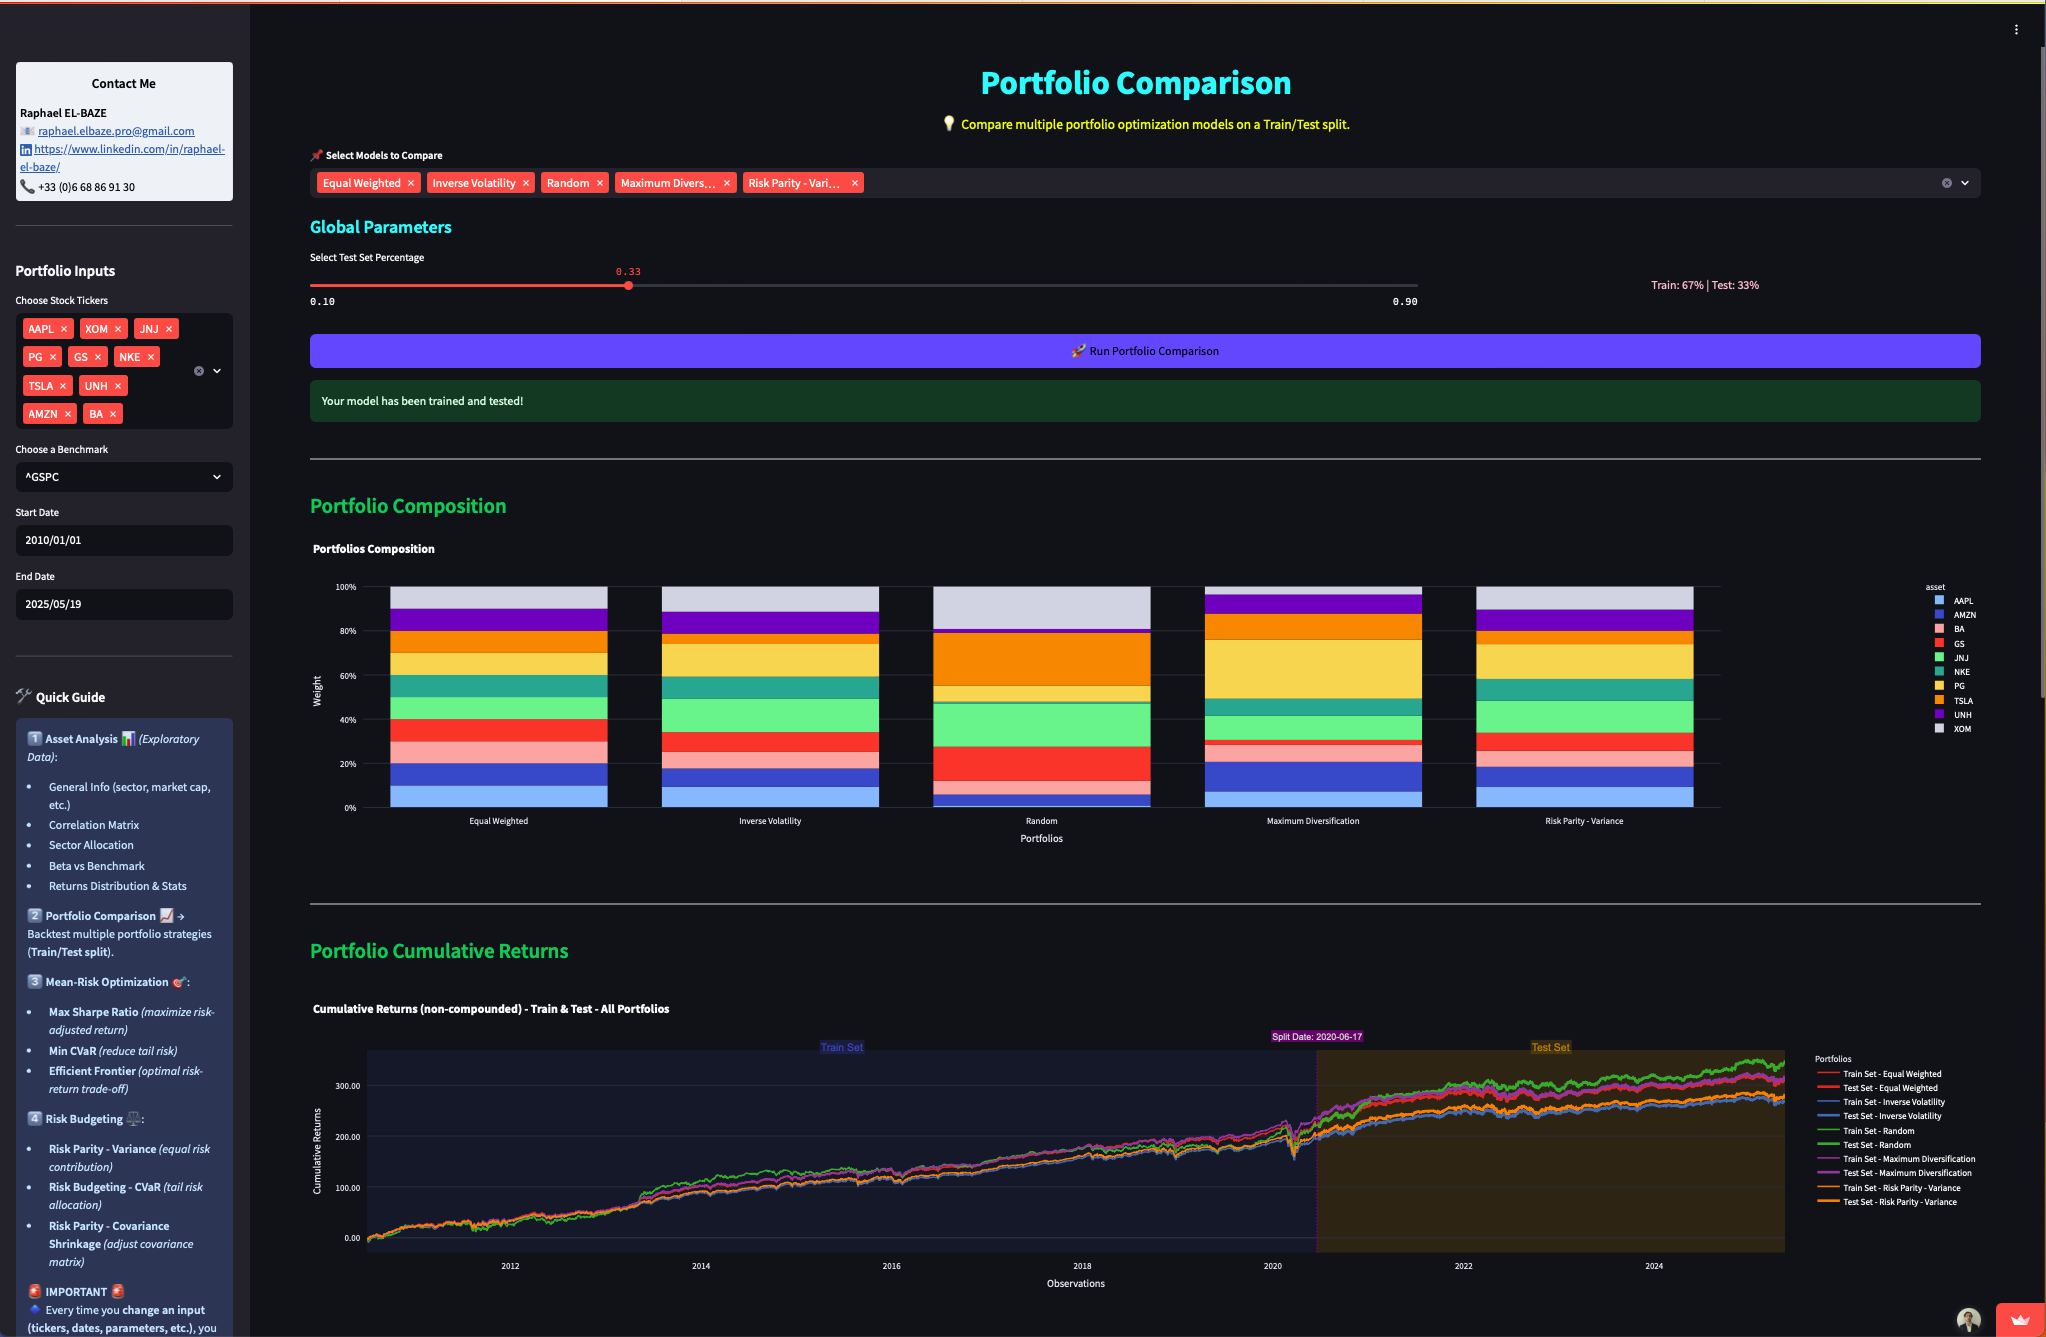 Contact Me
Raphael EL-BAZE
raphael.elbaze.pro@gmail.com
https://www.linkedin.com/in/raphael-
el-baze/
+33 (0)6 68 86 91 30
Portfolio Inputs
Choose Stock Tickers
AAPL × XOM × JNJ ×
PG × GS × NKE ×
TSLA × UNH ×
AMZN × BA ×
Choose a Benchmark
^GSPC
Start Date
2010/01/01
End Date
2025/05/19
Quick Guide
1 Asset Analysis (Exploratory
Data):
• General Info (sector, market cap,
etc.)
• Correlation Matrix
• Sector Allocation
• Beta vs Benchmark
• Returns Distribution & Stats
2 Portfolio Comparison →
Backtest multiple portfolio strategies
(Train/Test split).
3 Mean-Risk Optimization :
• Max Sharpe Ratio (maximize risk-
adjusted return)
• Min CVaR (reduce tail risk)
• Efficient Frontier (optimal risk-
return trade-off)
4 Risk Budgeting :
• Risk Parity - Variance (equal risk
contribution)
• Risk Budgeting - CVaR (tail risk
allocation)
• Risk Parity - Covariance
Shrinkage (adjust covariance
matrix)
IMPORTANT
Every time you change an input
(tickers, dates, parameters, etc.), you
Portfolio Comparison
Compare multiple portfolio optimization models on a Train/Test split.
Select Models to Compare
Equal Weighted × Inverse Volatility × Random × Maximum Divers... × Risk Parity - Vari... ×
Global Parameters
Select Test Set Percentage
0.33
0.10 0.90
Train: 67% | Test: 33%
Run Portfolio Comparison
Your model has been trained and tested!
Portfolio Composition
Portfolios Composition
100%
80%
60%
40%
20%
0%
Weight
Equal Weighted Inverse Volatility Random Maximum Diversification Risk Parity - Variance
Portfolios
asset
AAPL
AMZN
BA
GS
JNJ
NKE
PG
TSLA
UNH
XOM
Portfolio Cumulative Returns
Cumulative Returns (non-compounded) - Train & Test - All Portfolios
Split Date: 2020-06-17
Train Set Test Set
300.00
200.00
100.00
0.00
Cumulative Returns
2012 2014 2016 2018 2020 2022 2024
Observations
Portfolios
Train Set - Equal Weighted
Test Set - Equal Weighted
Train Set - Inverse Volatility
Test Set - Inverse Volatility
Train Set - Random
Test Set - Random
Train Set - Maximum Diversification
Test Set - Maximum Diversification
Train Set - Risk Parity - Variance
Test Set - Risk Parity - Variance